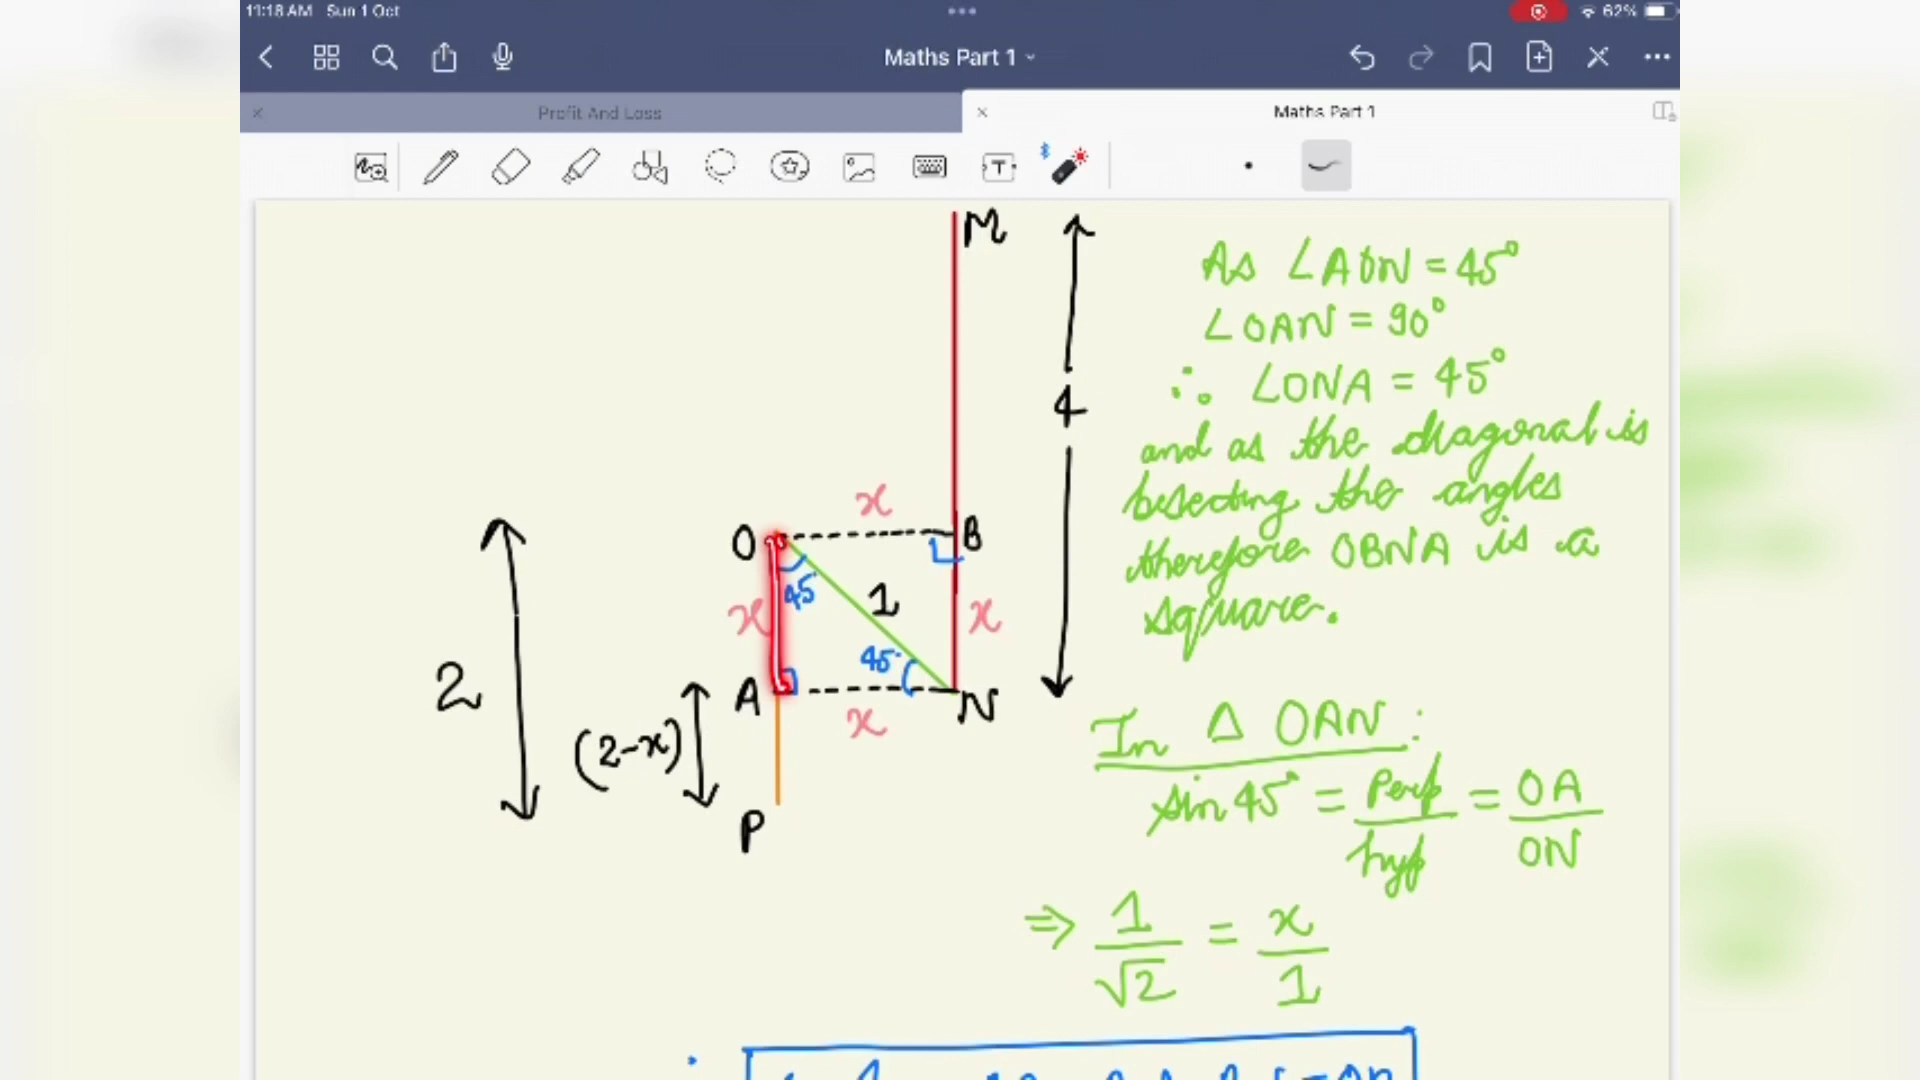 11:18 AM Sun 1 Oct
62%
Maths Part 1
Profit And Loss
Maths Part 1
M
4
As ∠AON = 45°
∠OAN = 90°
∴ ∠ONA = 45°
and as the diagonal is
bisecting the angles
therefore OBNA is a
square.
x
O
B
45
1
x
x
2
45°
A
N
x
(2-x)
P
In Δ OAN :
sin 45° = Perp/hyp = OA/ON
⇒ 1/√2 = x/1